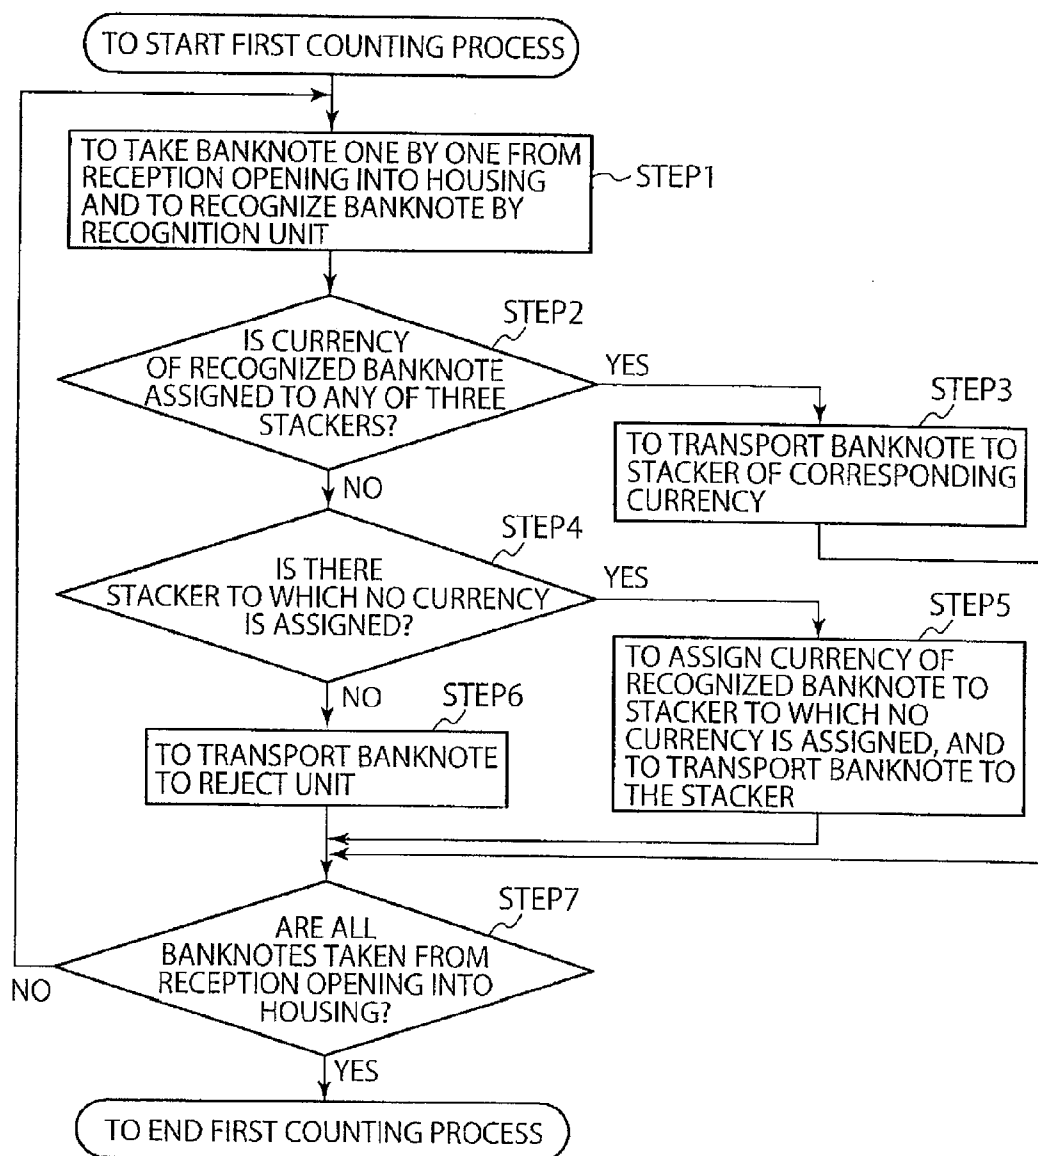 TO START FIRST COUNTING PROCESS
TO TAKE BANKNOTE ONE BY ONE FROM
RECEPTION OPENING INTO HOUSING
AND TO RECOGNIZE BANKNOTE BY
RECOGNITION UNIT
STEP1
STEP2
IS CURRENCY
OF RECOGNIZED BANKNOTE
ASSIGNED TO ANY OF THREE
STACKERS?
YES
STEP3
TO TRANSPORT BANKNOTE TO
STACKER OF CORRESPONDING
CURRENCY
NO
STEP4
IS THERE
STACKER TO WHICH NO CURRENCY
IS ASSIGNED?
YES
STEP5
TO ASSIGN CURRENCY OF
RECOGNIZED BANKNOTE TO
STACKER TO WHICH NO
CURRENCY IS ASSIGNED, AND
TO TRANSPORT BANKNOTE TO
THE STACKER
NO
STEP6
TO TRANSPORT BANKNOTE
TO REJECT UNIT
STEP7
ARE ALL
BANKNOTES TAKEN FROM
RECEPTION OPENING INTO
HOUSING?
NO
YES
TO END FIRST COUNTING PROCESS